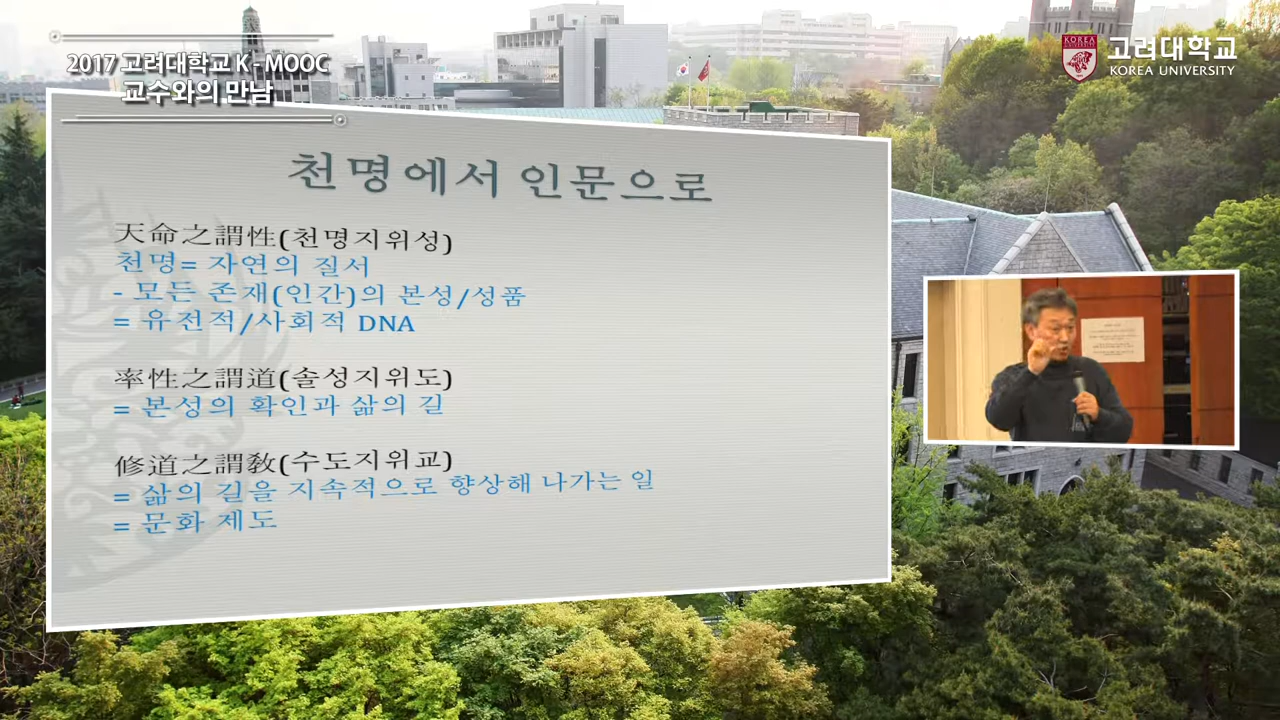 2017 고려대학교 K - MOOC
교수와의 만남
KOREA
고려대학교
KOREA UNIVERSITY
천명에서 인문으로
天命之謂性(천명지위성)
천명= 자연의 질서
- 모든 존재(인간)의 본성/성품
= 유전적/사회적 DNA
率性之謂道(솔성지위도)
= 본성의 확인과 삶의 길
修道之謂敎(수도지위교)
= 삶의 길을 지속적으로 향상해 나가는 일
= 문화 제도